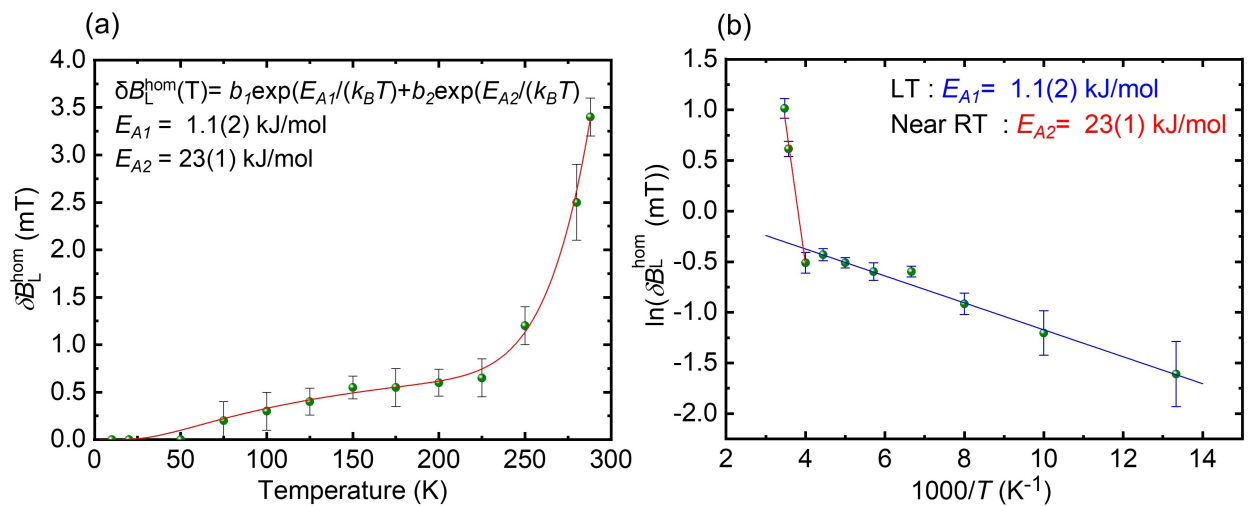 (a)
δB_L^hom(T)= b₁exp(E_A1/(k_BT)+b₂exp(E_A2/(k_BT)
E_A1 = 1.1(2) kJ/mol
E_A2 = 23(1) kJ/mol
4.0
3.5
3.0
2.5
2.0
1.5
1.0
0.5
0.0
δB_L^hom (mT)
0 50 100 150 200 250 300
Temperature (K)
(b)
LT : E_A1= 1.1(2) kJ/mol
Near RT : E_A2= 23(1) kJ/mol
1.5
1.0
0.5
0.0
-0.5
-1.0
-1.5
-2.0
ln(δB_L^hom (mT))
2 4 6 8 10 12 14
1000/T (K⁻¹)